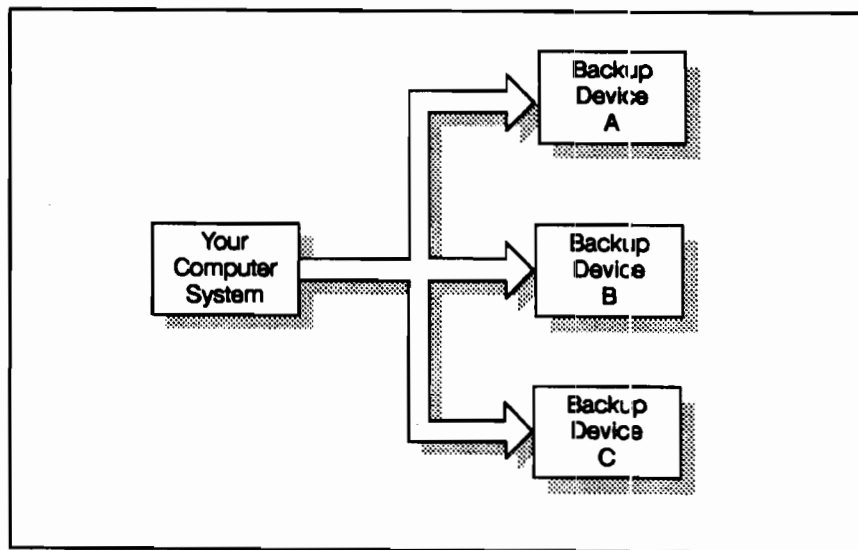 Backup
Device
A
Your
Computer
System
Backup
Device
B
Backup
Device
C